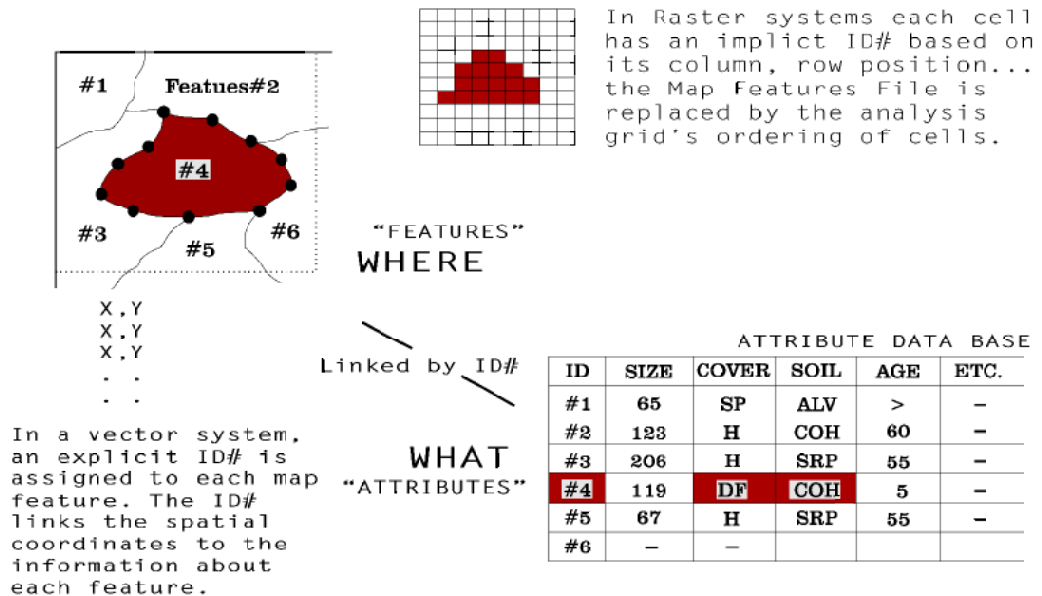 In Raster systems each cell
has an implict ID# based on
its column, row position...
the Map Features File is
replaced by the analysis
grid's ordering of cells.
#1
Featues#2
#4
#3
#5
#6
"FEATURES"
WHERE
X,Y
X.Y
X,Y
. .
. .
Linked by ID#
WHAT
"ATTRIBUTES"
In a vector system,
an explicit ID# is
assigned to each map
feature. The ID#
links the spatial
coordinates to the
information about
each feature.
ATTRIBUTE DATA BASE
ID SIZE COVER SOIL AGE ETC.
#1 65 SP ALV > –
#2 123 H COH 60 –
#3 206 H SRP 55 –
#4 119 DF COH 5 –
#5 67 H SRP 55 –
#6 – –